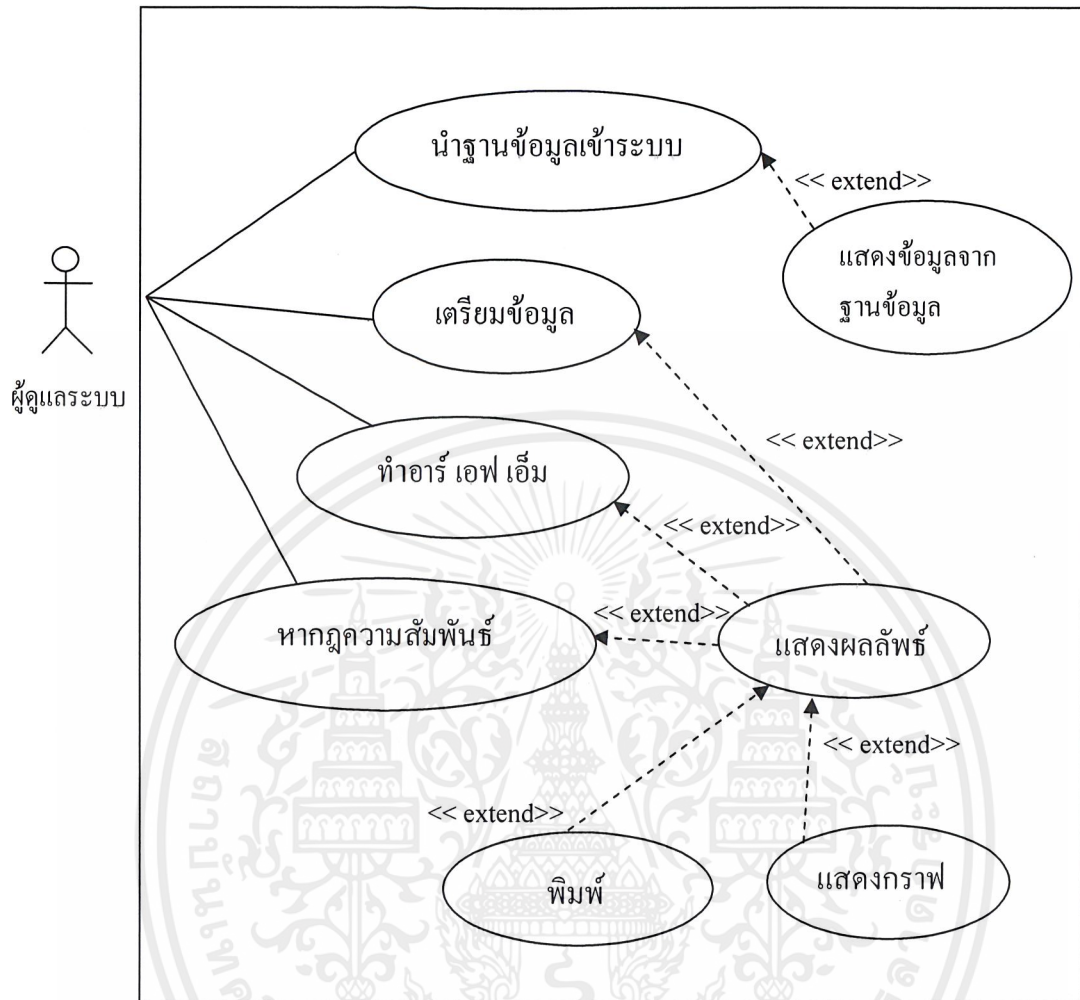 นำฐานข้อมูลเข้าระบบ
<< extend>>
แสดงข้อมูลจาก
ฐานข้อมูล
เตรียมข้อมูล
ผู้ดูแลระบบ
<< extend>>
ทำอาร์ เอฟ เอ็ม
<< extend>>
<< extend>>
หากฎความสัมพันธ์
แสดงผลลัพธ์
<< extend>>
<< extend>>
พิมพ์
แสดงกราฟ